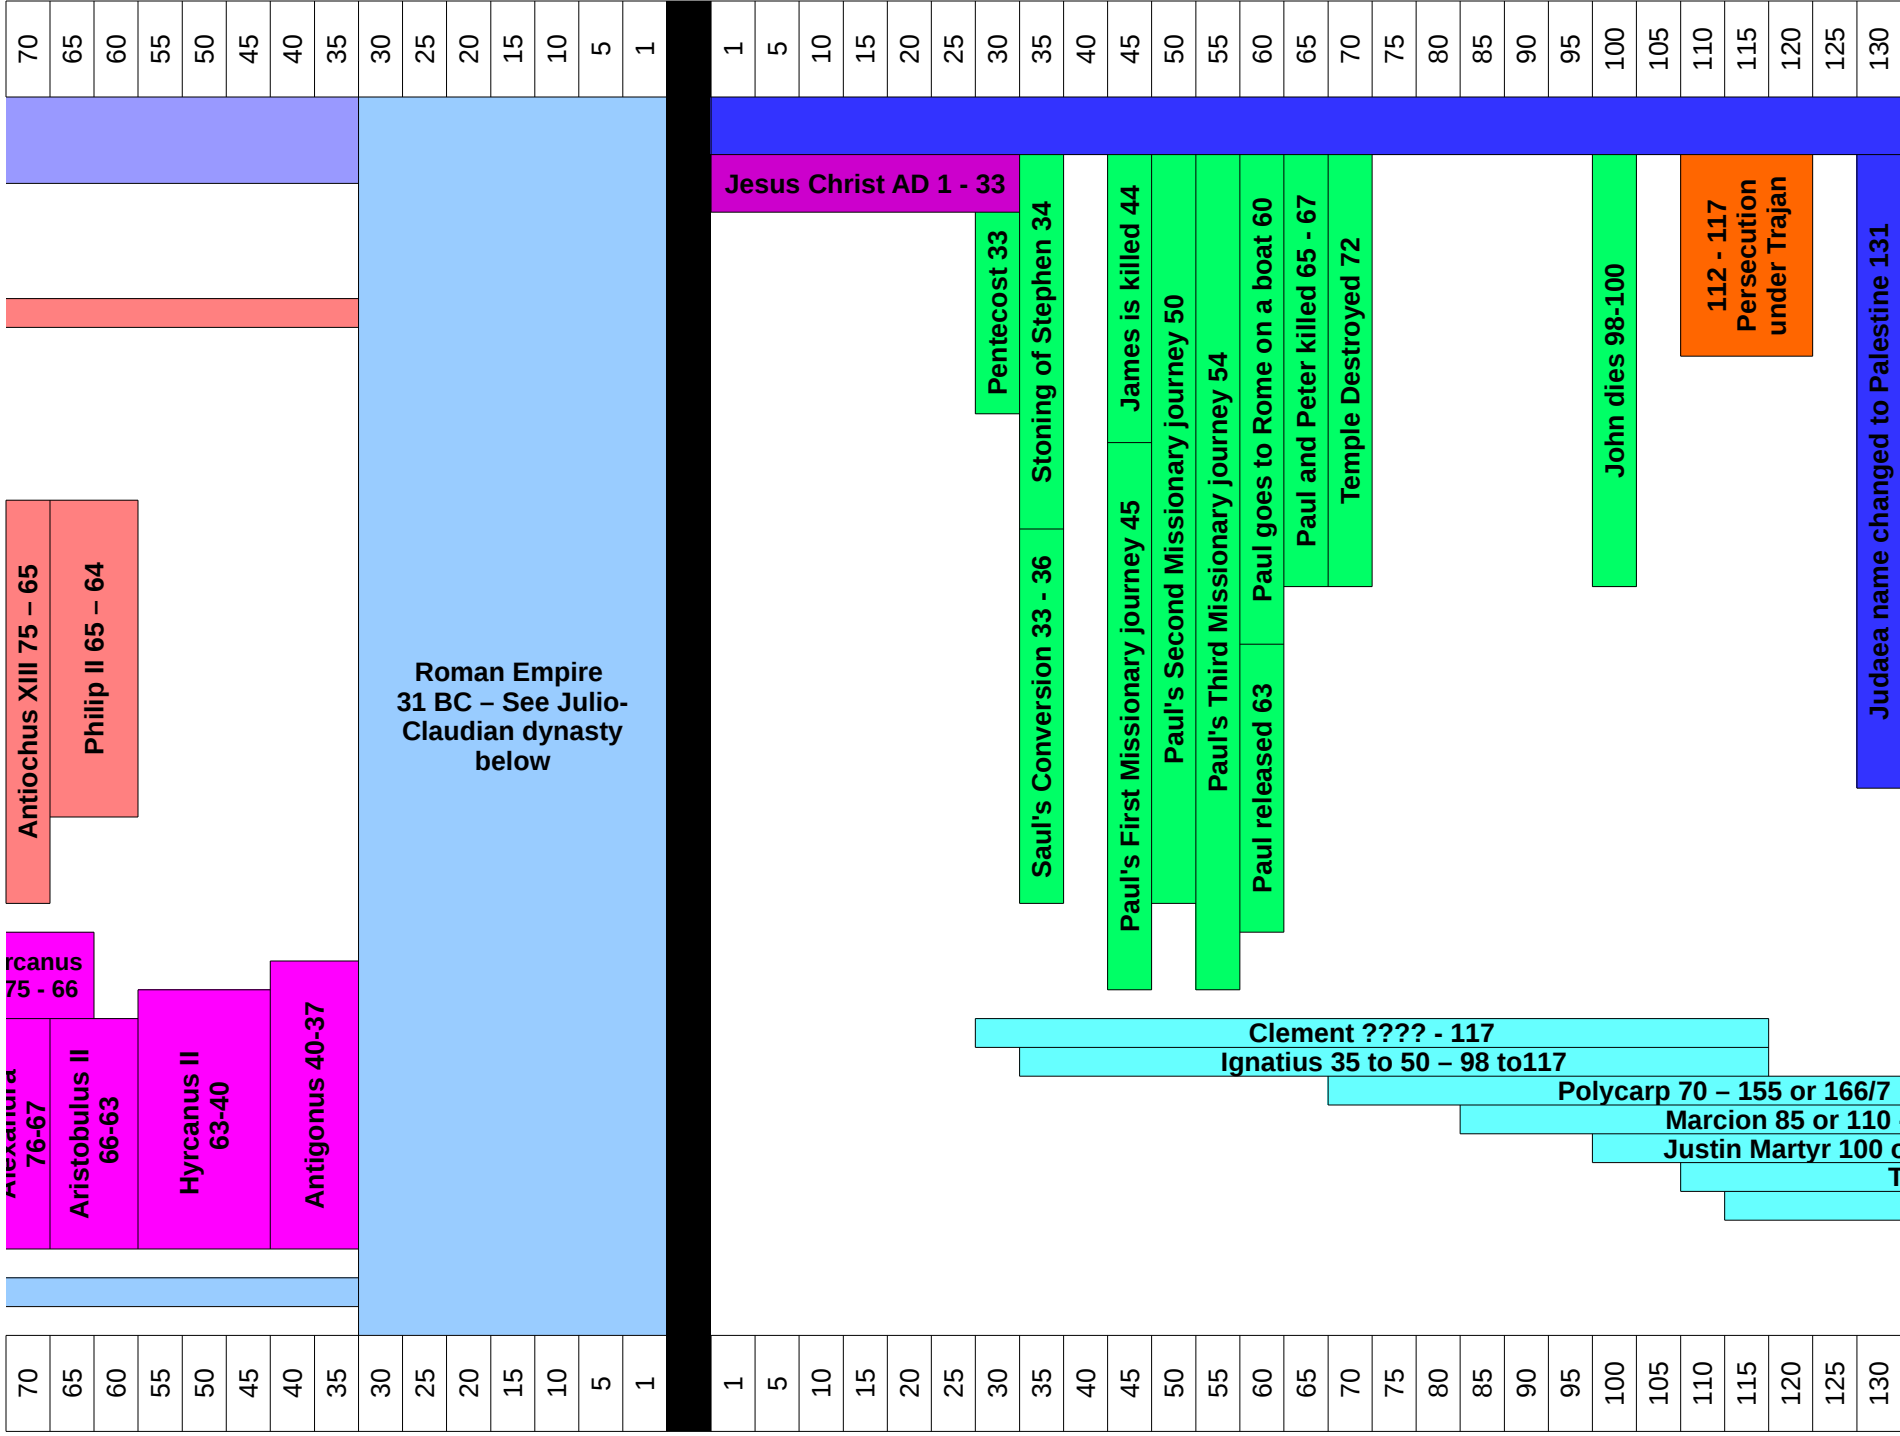 70 65 60 55 50 45 40 35 30 25 20 15 10 5 1 1 5 10 15 20 25 30 35 40 45 50 55 60 65 70 75 80 85 90 95 100 105 110 115 120 125 130
Jesus Christ AD 1 - 33
Pentecost 33
Stoning of Stephen 34
Saul's Conversion 33 - 36
James is killed 44
Paul's First Missionary journey 45
Paul's Second Missionary journey 50
Paul's Third Missionary journey 54
Paul goes to Rome on a boat 60
Paul released 63
Paul and Peter killed 65 - 67
Temple Destroyed 72
John dies 98-100
112 - 117
Persecution
under Trajan
Judaea name changed to Palestine 131
Antiochus XIII 75 – 65
Philip II 65 – 64
Roman Empire
31 BC – See Julio-
Claudian dynasty
below
rcanus
75 - 66
Alexandra
76-67
Aristobulus II
66-63
Hyrcanus II
63-40
Antigonus 40-37
Clement ???? - 117
Ignatius 35 to 50 – 98 to117
Polycarp 70 – 155 or 166/7
Marcion 85 or 110
Justin Martyr 100
T
70 65 60 55 50 45 40 35 30 25 20 15 10 5 1 1 5 10 15 20 25 30 35 40 45 50 55 60 65 70 75 80 85 90 95 100 105 110 115 120 125 130